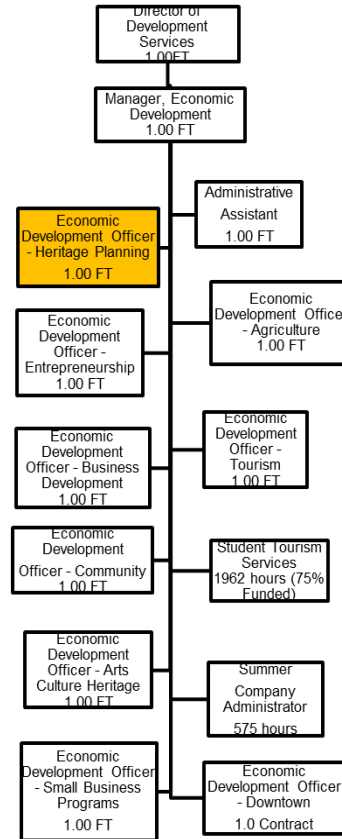 Director of
Development
Services
1.00FT
Manager, Economic
Development
1.00 FT
Administrative
Assistant
1.00 FT
Economic
Development Officer
- Heritage Planning
1.00 FT
Economic
Development Office
- Agriculture
1.00 FT
Economic
Development
Officer -
Entrepreneurship
1.00 FT
Economic
Development
Officer -
Tourism
1.00 FT
Economic
Development
Officer - Business
Development
1.00 FT
Economic
Development
Officer - Community
1.00 FT
Student Tourism
Services
1962 hours (75%
Funded)
Economic
Development
Officer - Arts
Culture Heritage
1.00 FT
Summer
Company
Administrator
575 hours
Economic
Development Officer
- Small Business
Programs
1.00 FT
Economic
Development Officer
- Downtown
1.0 Contract